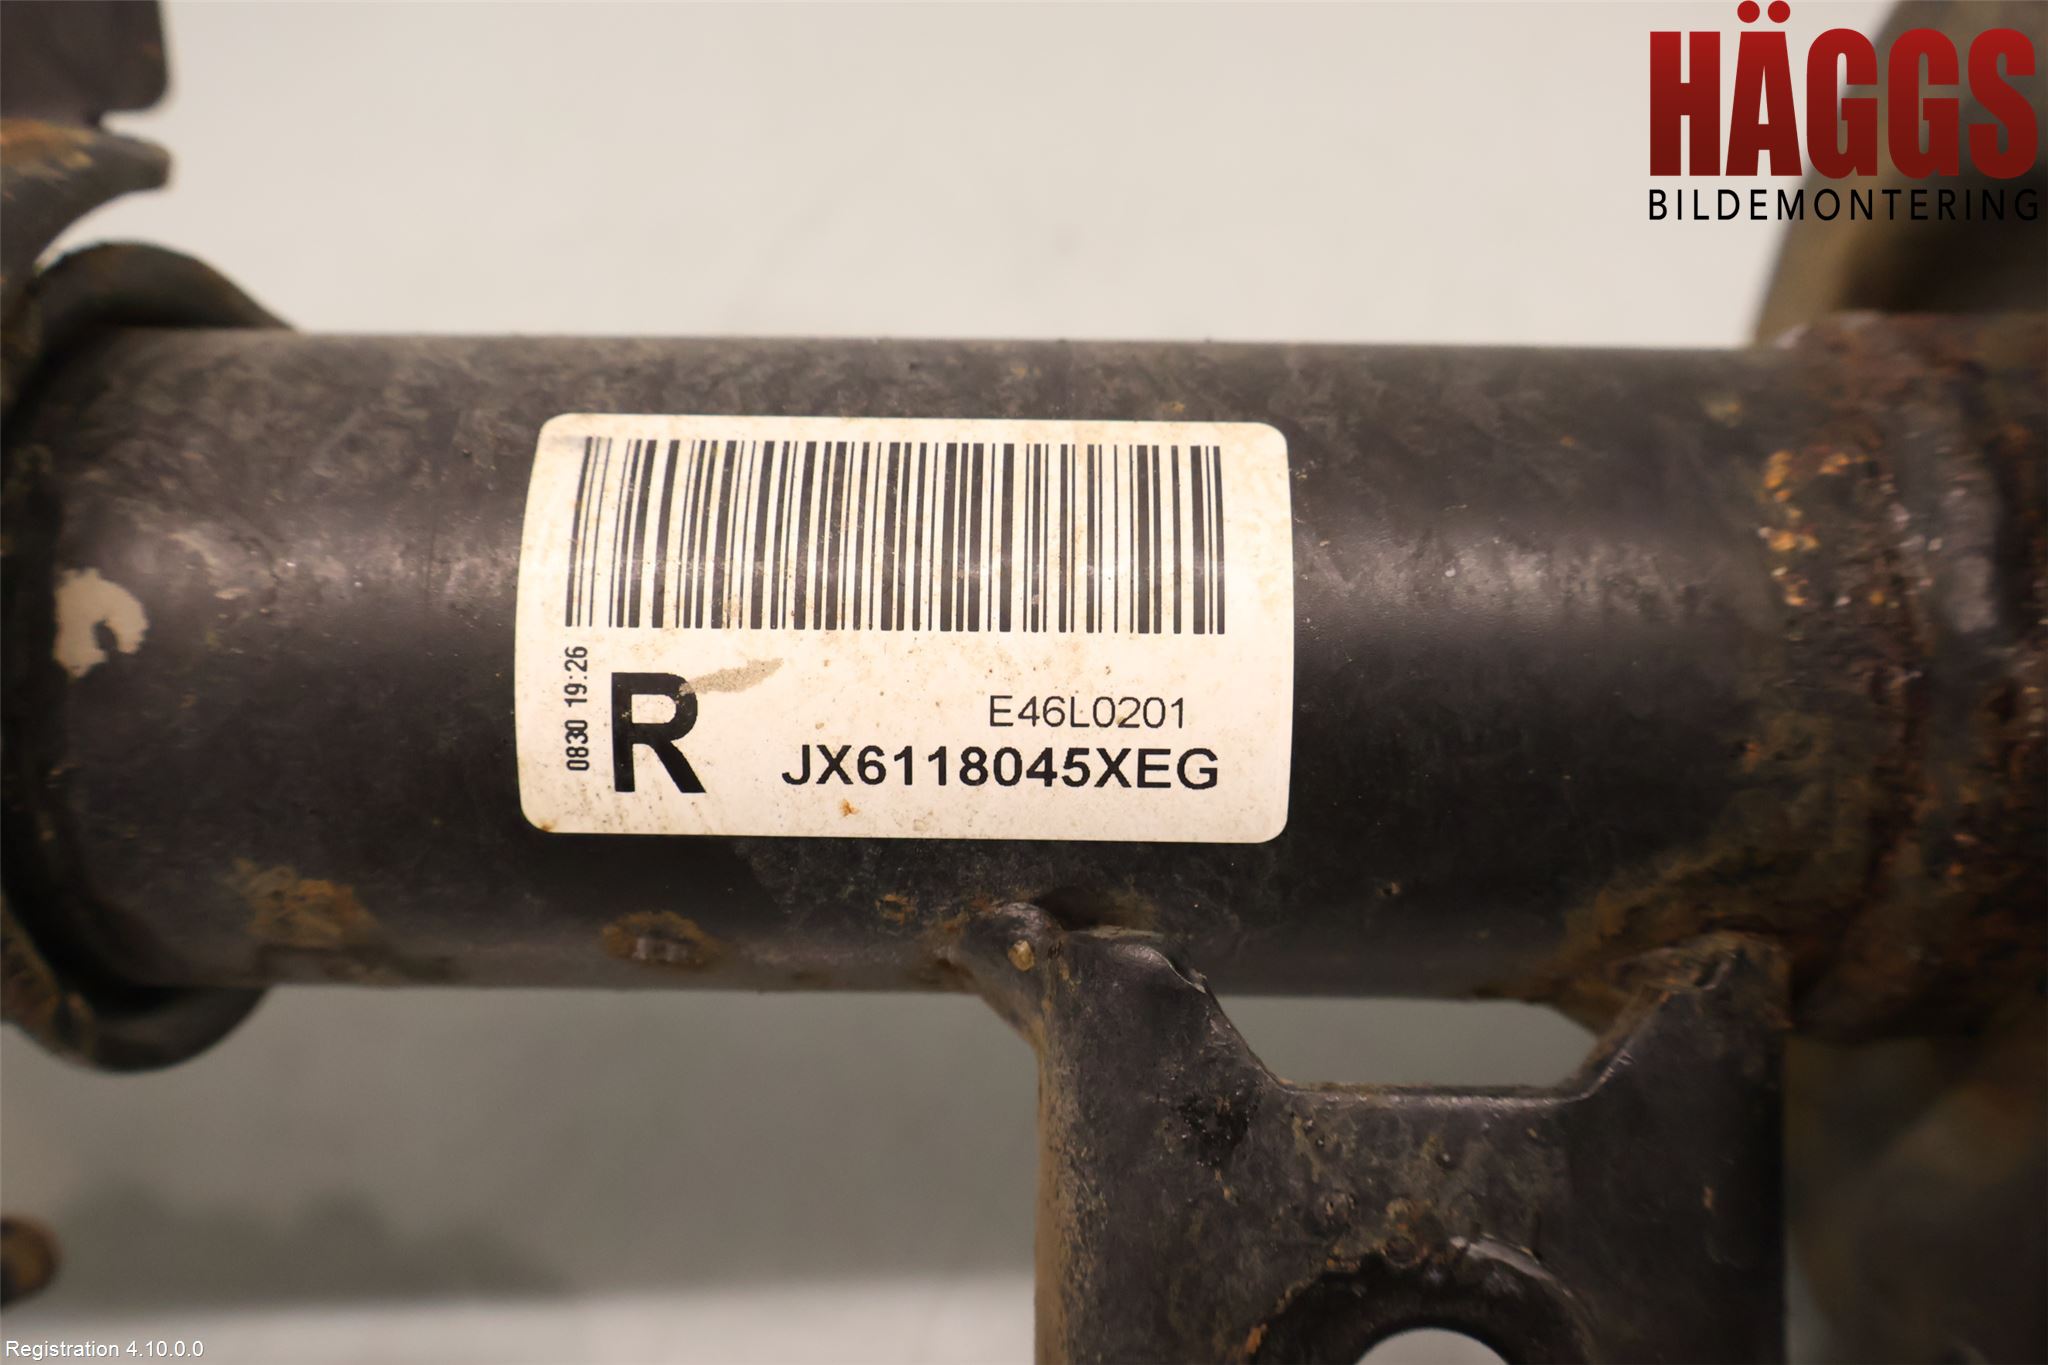 HÄGGS
BILDEMONTERING
0830 19:26
R
E46L0201
JX6118045XEG
Registration 4.10.0.0